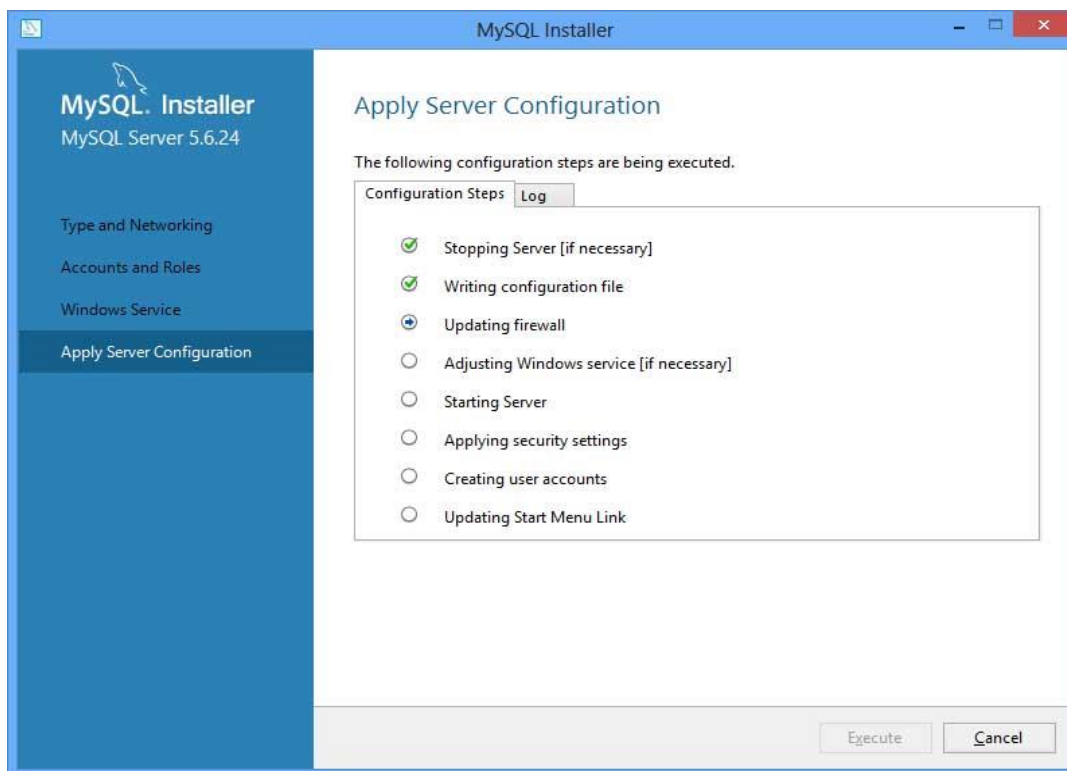 MySQL Installer
MySQL. Installer
MySQL Server 5.6.24
Type and Networking
Accounts and Roles
Windows Service
Apply Server Configuration
Apply Server Configuration
The following configuration steps are being executed.
Configuration Steps Log
Stopping Server [if necessary]
Writing configuration file
Updating firewall
Adjusting Windows service [if necessary]
Starting Server
Applying security settings
Creating user accounts
Updating Start Menu Link
Execute Cancel